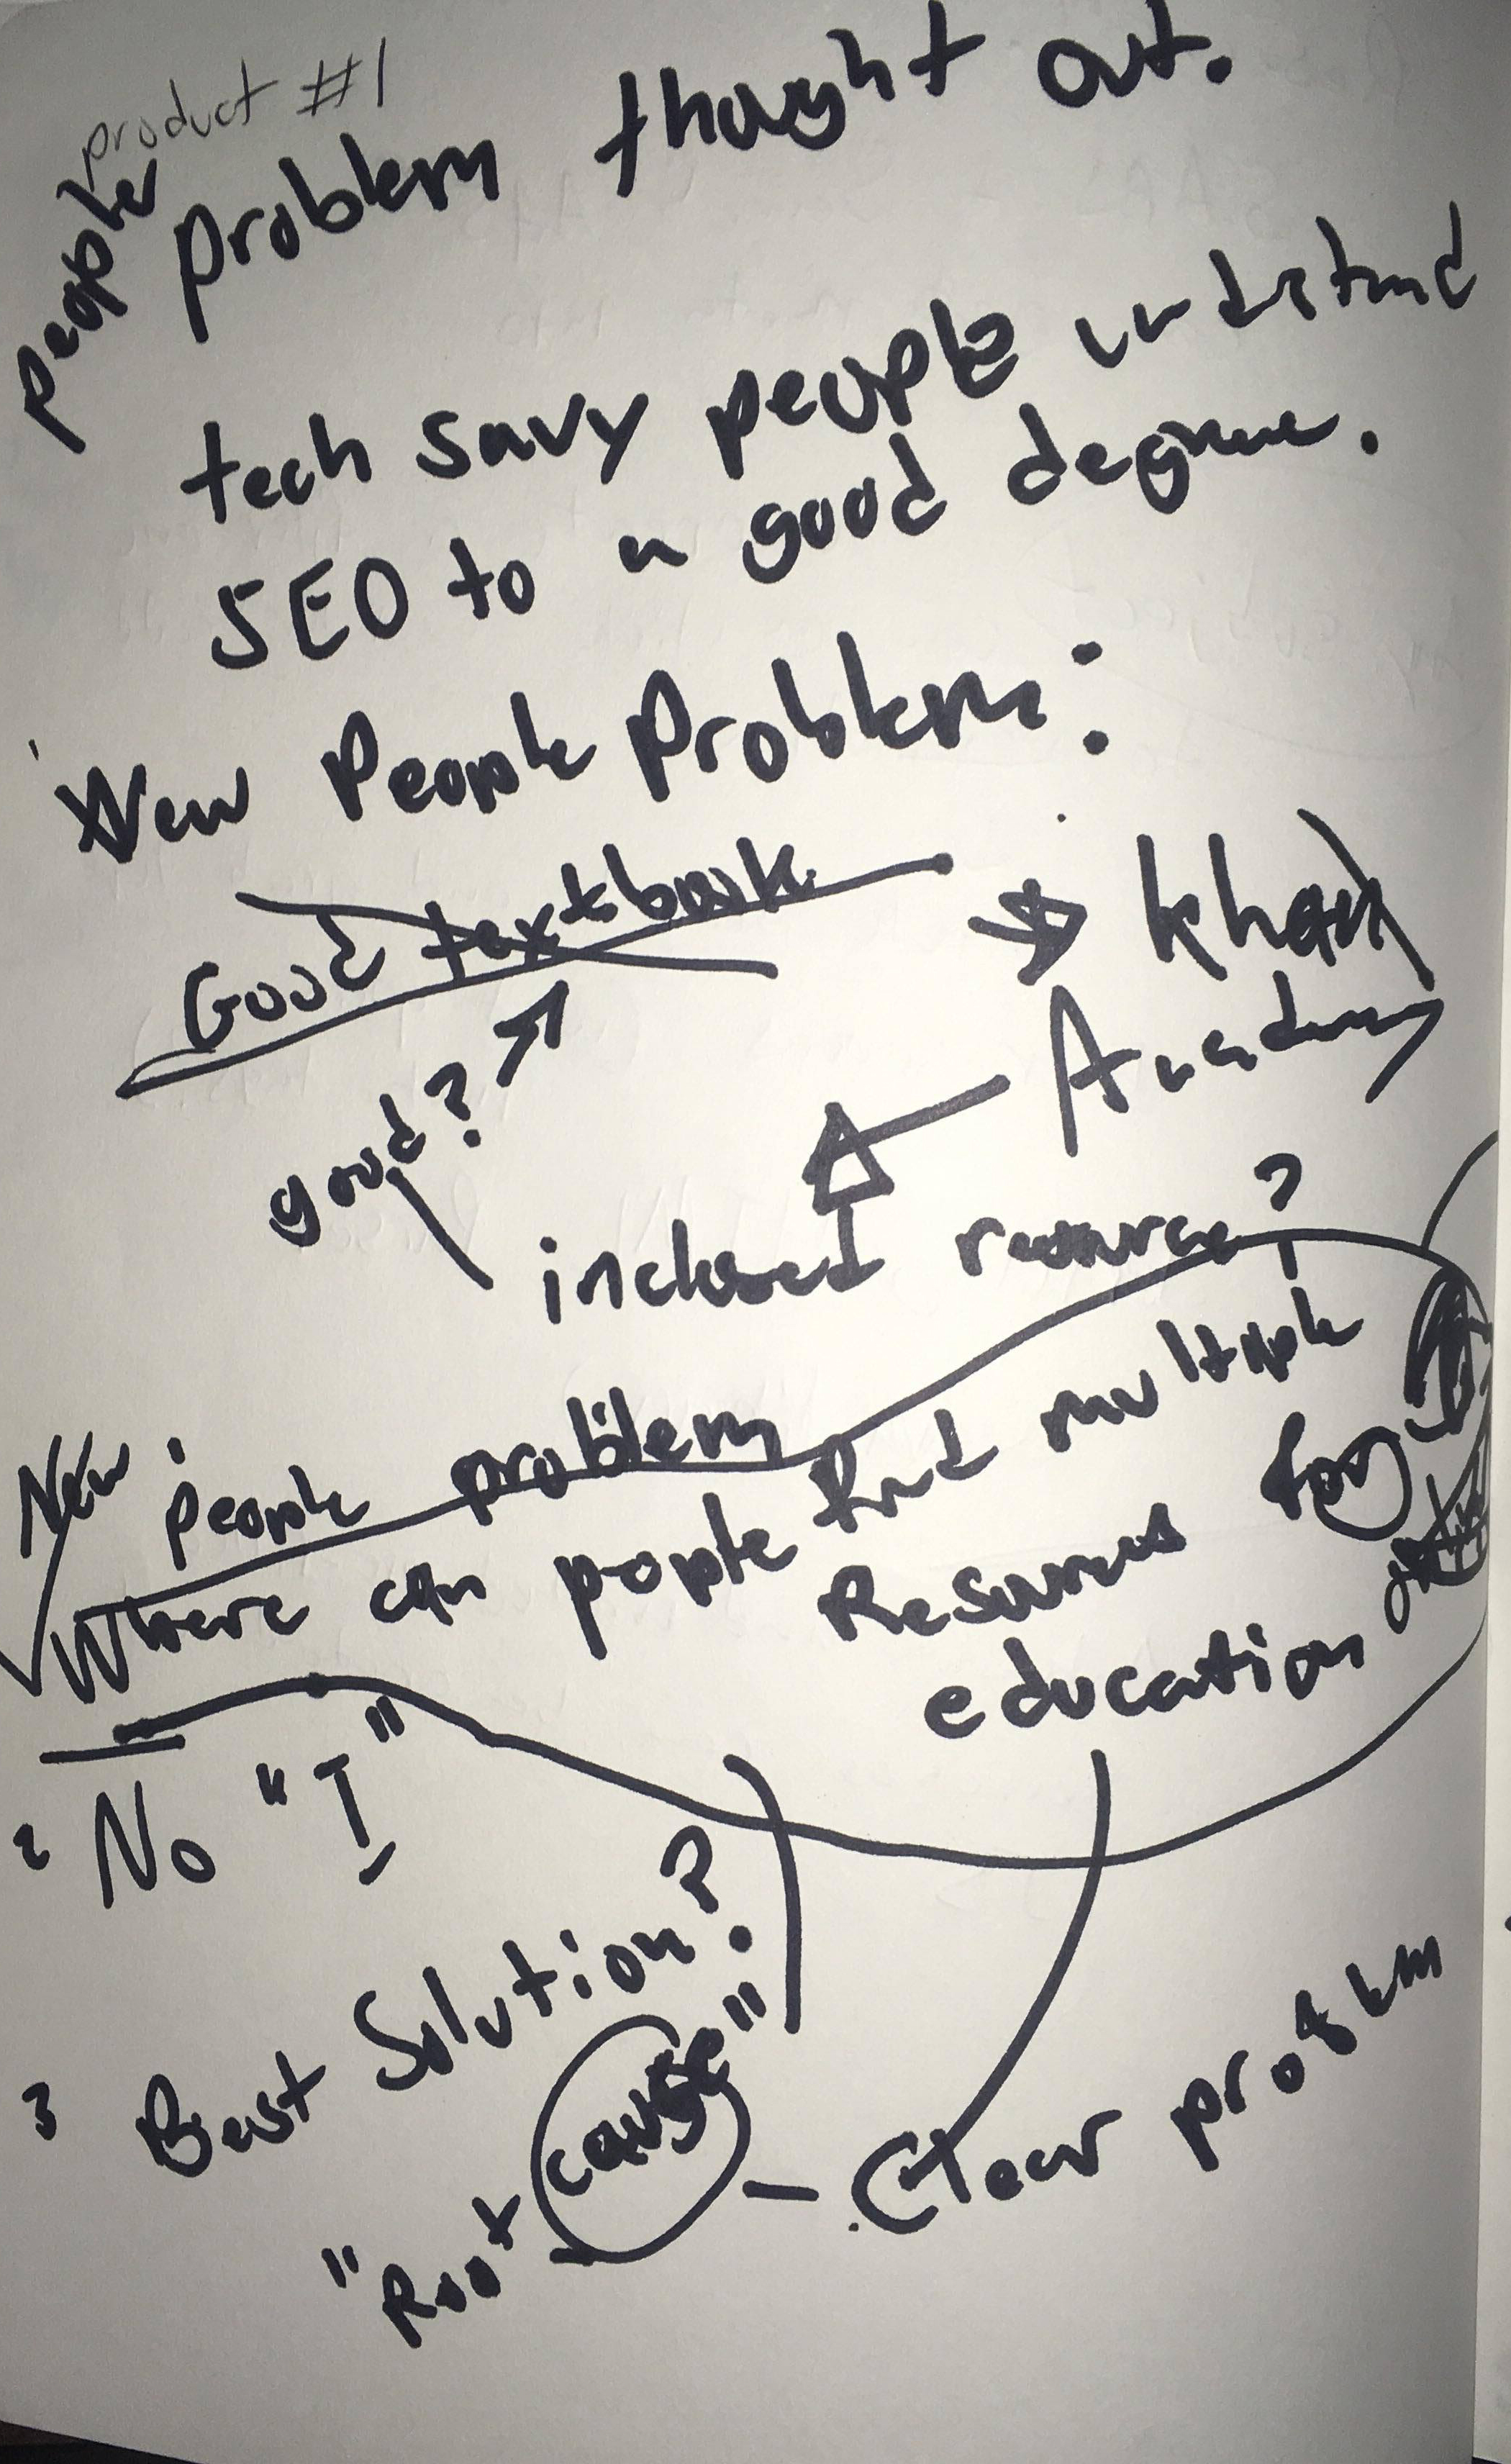 product #1
people problem thought out.
tech savy people understand
SEO to a good degree.
New People Problem:
Good textbook
Khan
Academy
good?
inclosed resource?
New people problem
Where can people find multiple
Resources for
education
2 No "I"
3 Best Solution?
"Root cause" - Clear problem